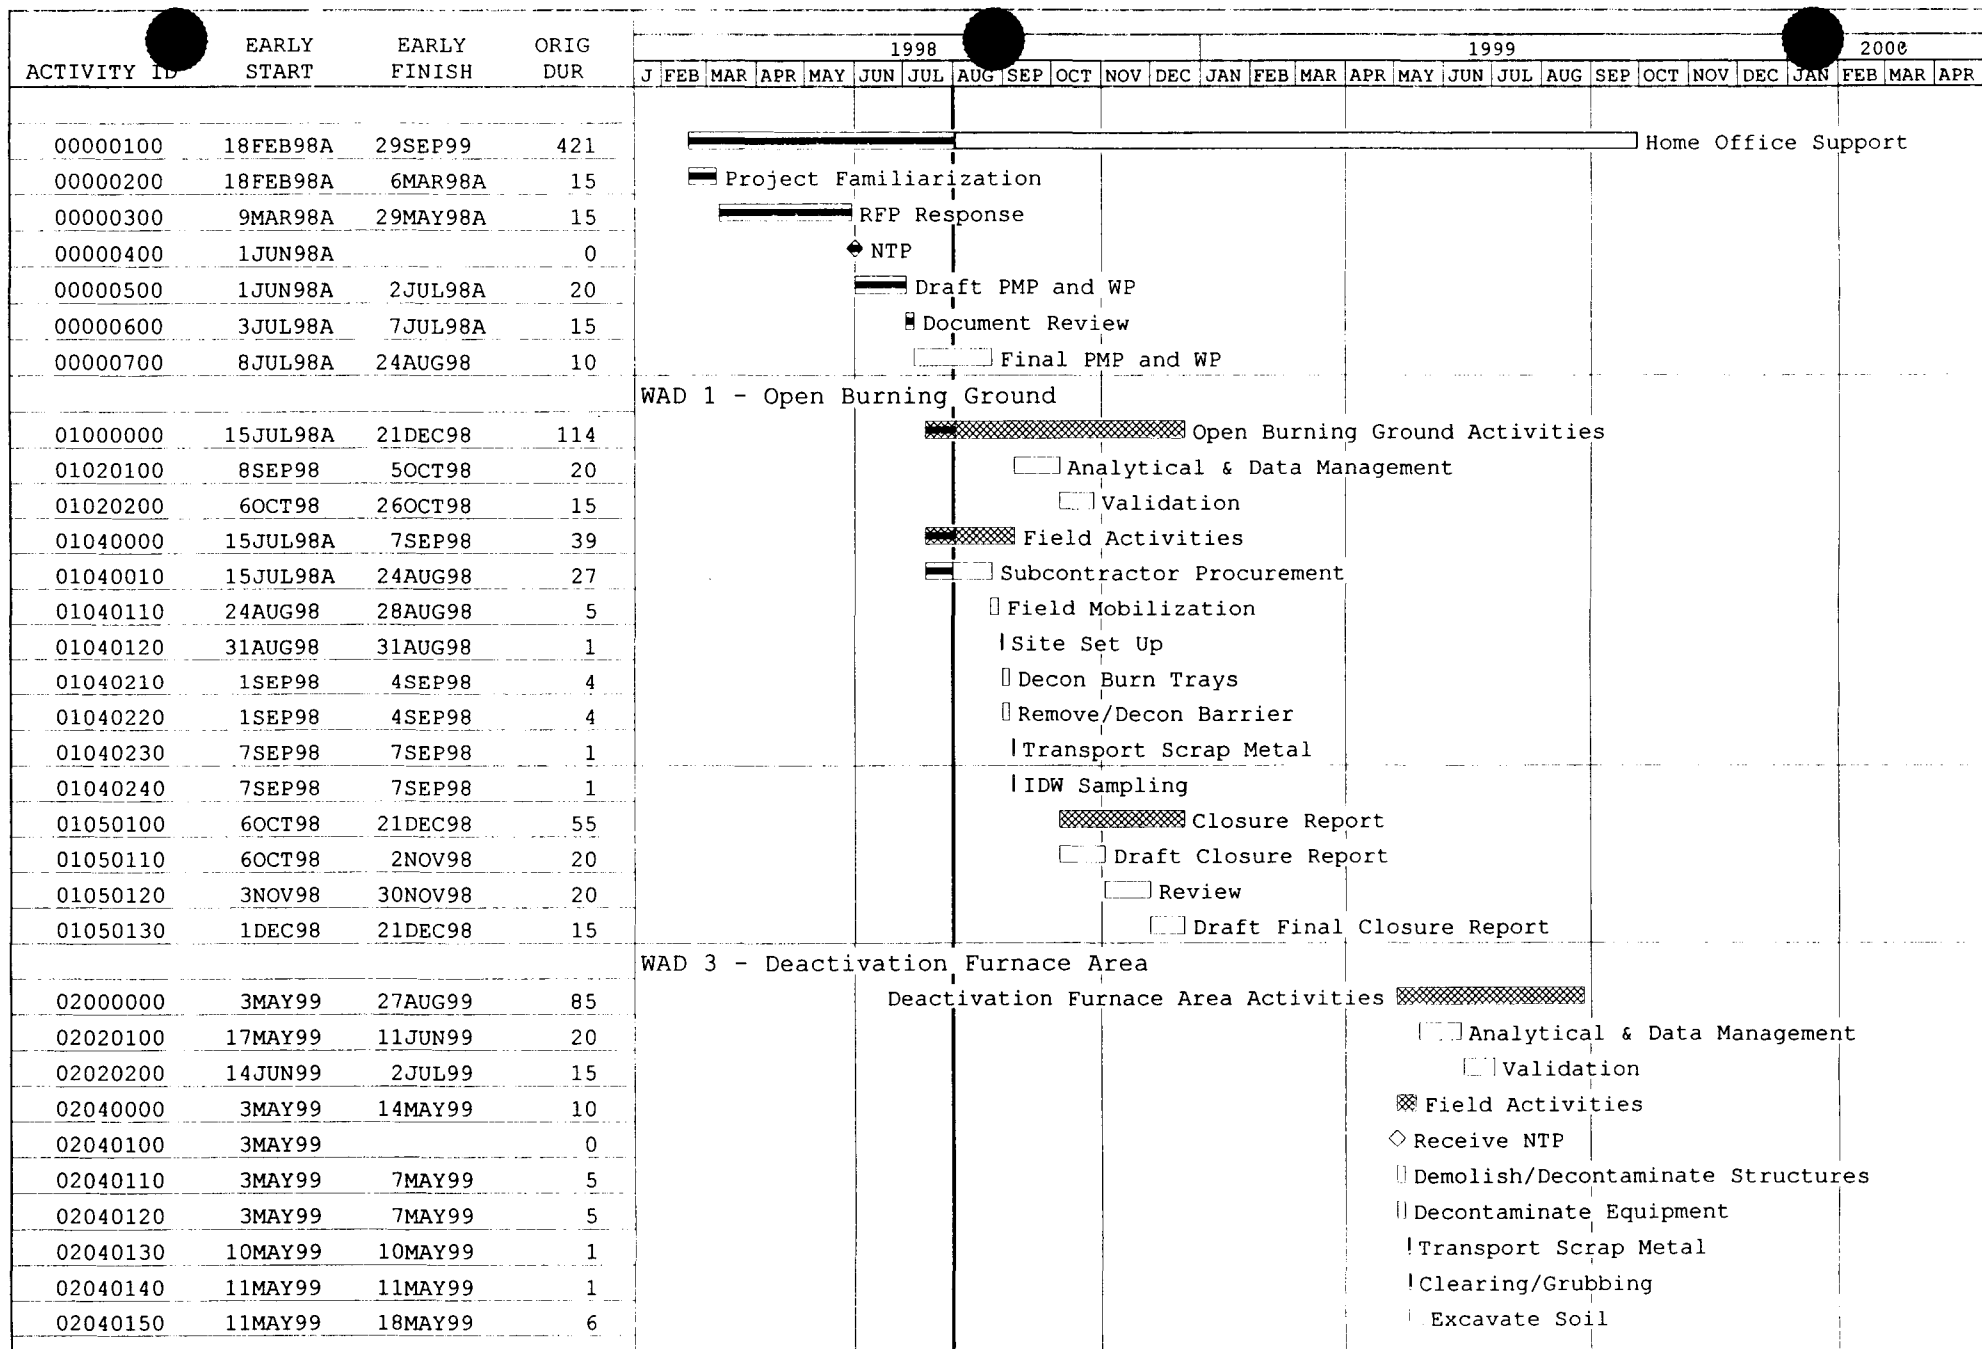 EARLY EARLY ORIG 1998 1999 2000
ACTIVITY ID START FINISH DUR J FEB MAR APR MAY JUN JUL AUG SEP OCT NOV DEC JAN FEB MAR APR MAY JUN JUL AUG SEP OCT NOV DEC JAN FEB MAR APR
00000100 18FEB98A 29SEP99 421 Home Office Support
00000200 18FEB98A 6MAR98A 15 Project Familiarization
00000300 9MAR98A 29MAY98A 15 RFP Response
00000400 1JUN98A 0 NTP
00000500 1JUN98A 2JUL98A 20 Draft PMP and WP
00000600 3JUL98A 7JUL98A 15 Document Review
00000700 8JUL98A 24AUG98 10 Final PMP and WP
WAD 1 - Open Burning Ground
01000000 15JUL98A 21DEC98 114 Open Burning Ground Activities
01020100 8SEP98 5OCT98 20 Analytical & Data Management
01020200 6OCT98 26OCT98 15 Validation
01040000 15JUL98A 7SEP98 39 Field Activities
01040010 15JUL98A 24AUG98 27 Subcontractor Procurement
01040110 24AUG98 28AUG98 5 Field Mobilization
01040120 31AUG98 31AUG98 1 Site Set Up
01040210 1SEP98 4SEP98 4 Decon Burn Trays
01040220 1SEP98 4SEP98 4 Remove/Decon Barrier
01040230 7SEP98 7SEP98 1 Transport Scrap Metal
01040240 7SEP98 7SEP98 1 IDW Sampling
01050100 6OCT98 21DEC98 55 Closure Report
01050110 6OCT98 2NOV98 20 Draft Closure Report
01050120 3NOV98 30NOV98 20 Review
01050130 1DEC98 21DEC98 15 Draft Final Closure Report
WAD 3 - Deactivation Furnace Area
02000000 3MAY99 27AUG99 85 Deactivation Furnace Area Activities
02020100 17MAY99 11JUN99 20 Analytical & Data Management
02020200 14JUN99 2JUL99 15 Validation
02040000 3MAY99 14MAY99 10 Field Activities
02040100 3MAY99 0 Receive NTP
02040110 3MAY99 7MAY99 5 Demolish/Decontaminate Structures
02040120 3MAY99 7MAY99 5 Decontaminate Equipment
02040130 10MAY99 10MAY99 1 Transport Scrap Metal
02040140 11MAY99 11MAY99 1 Clearing/Grubbing
02040150 11MAY99 18MAY99 6 Excavate Soil